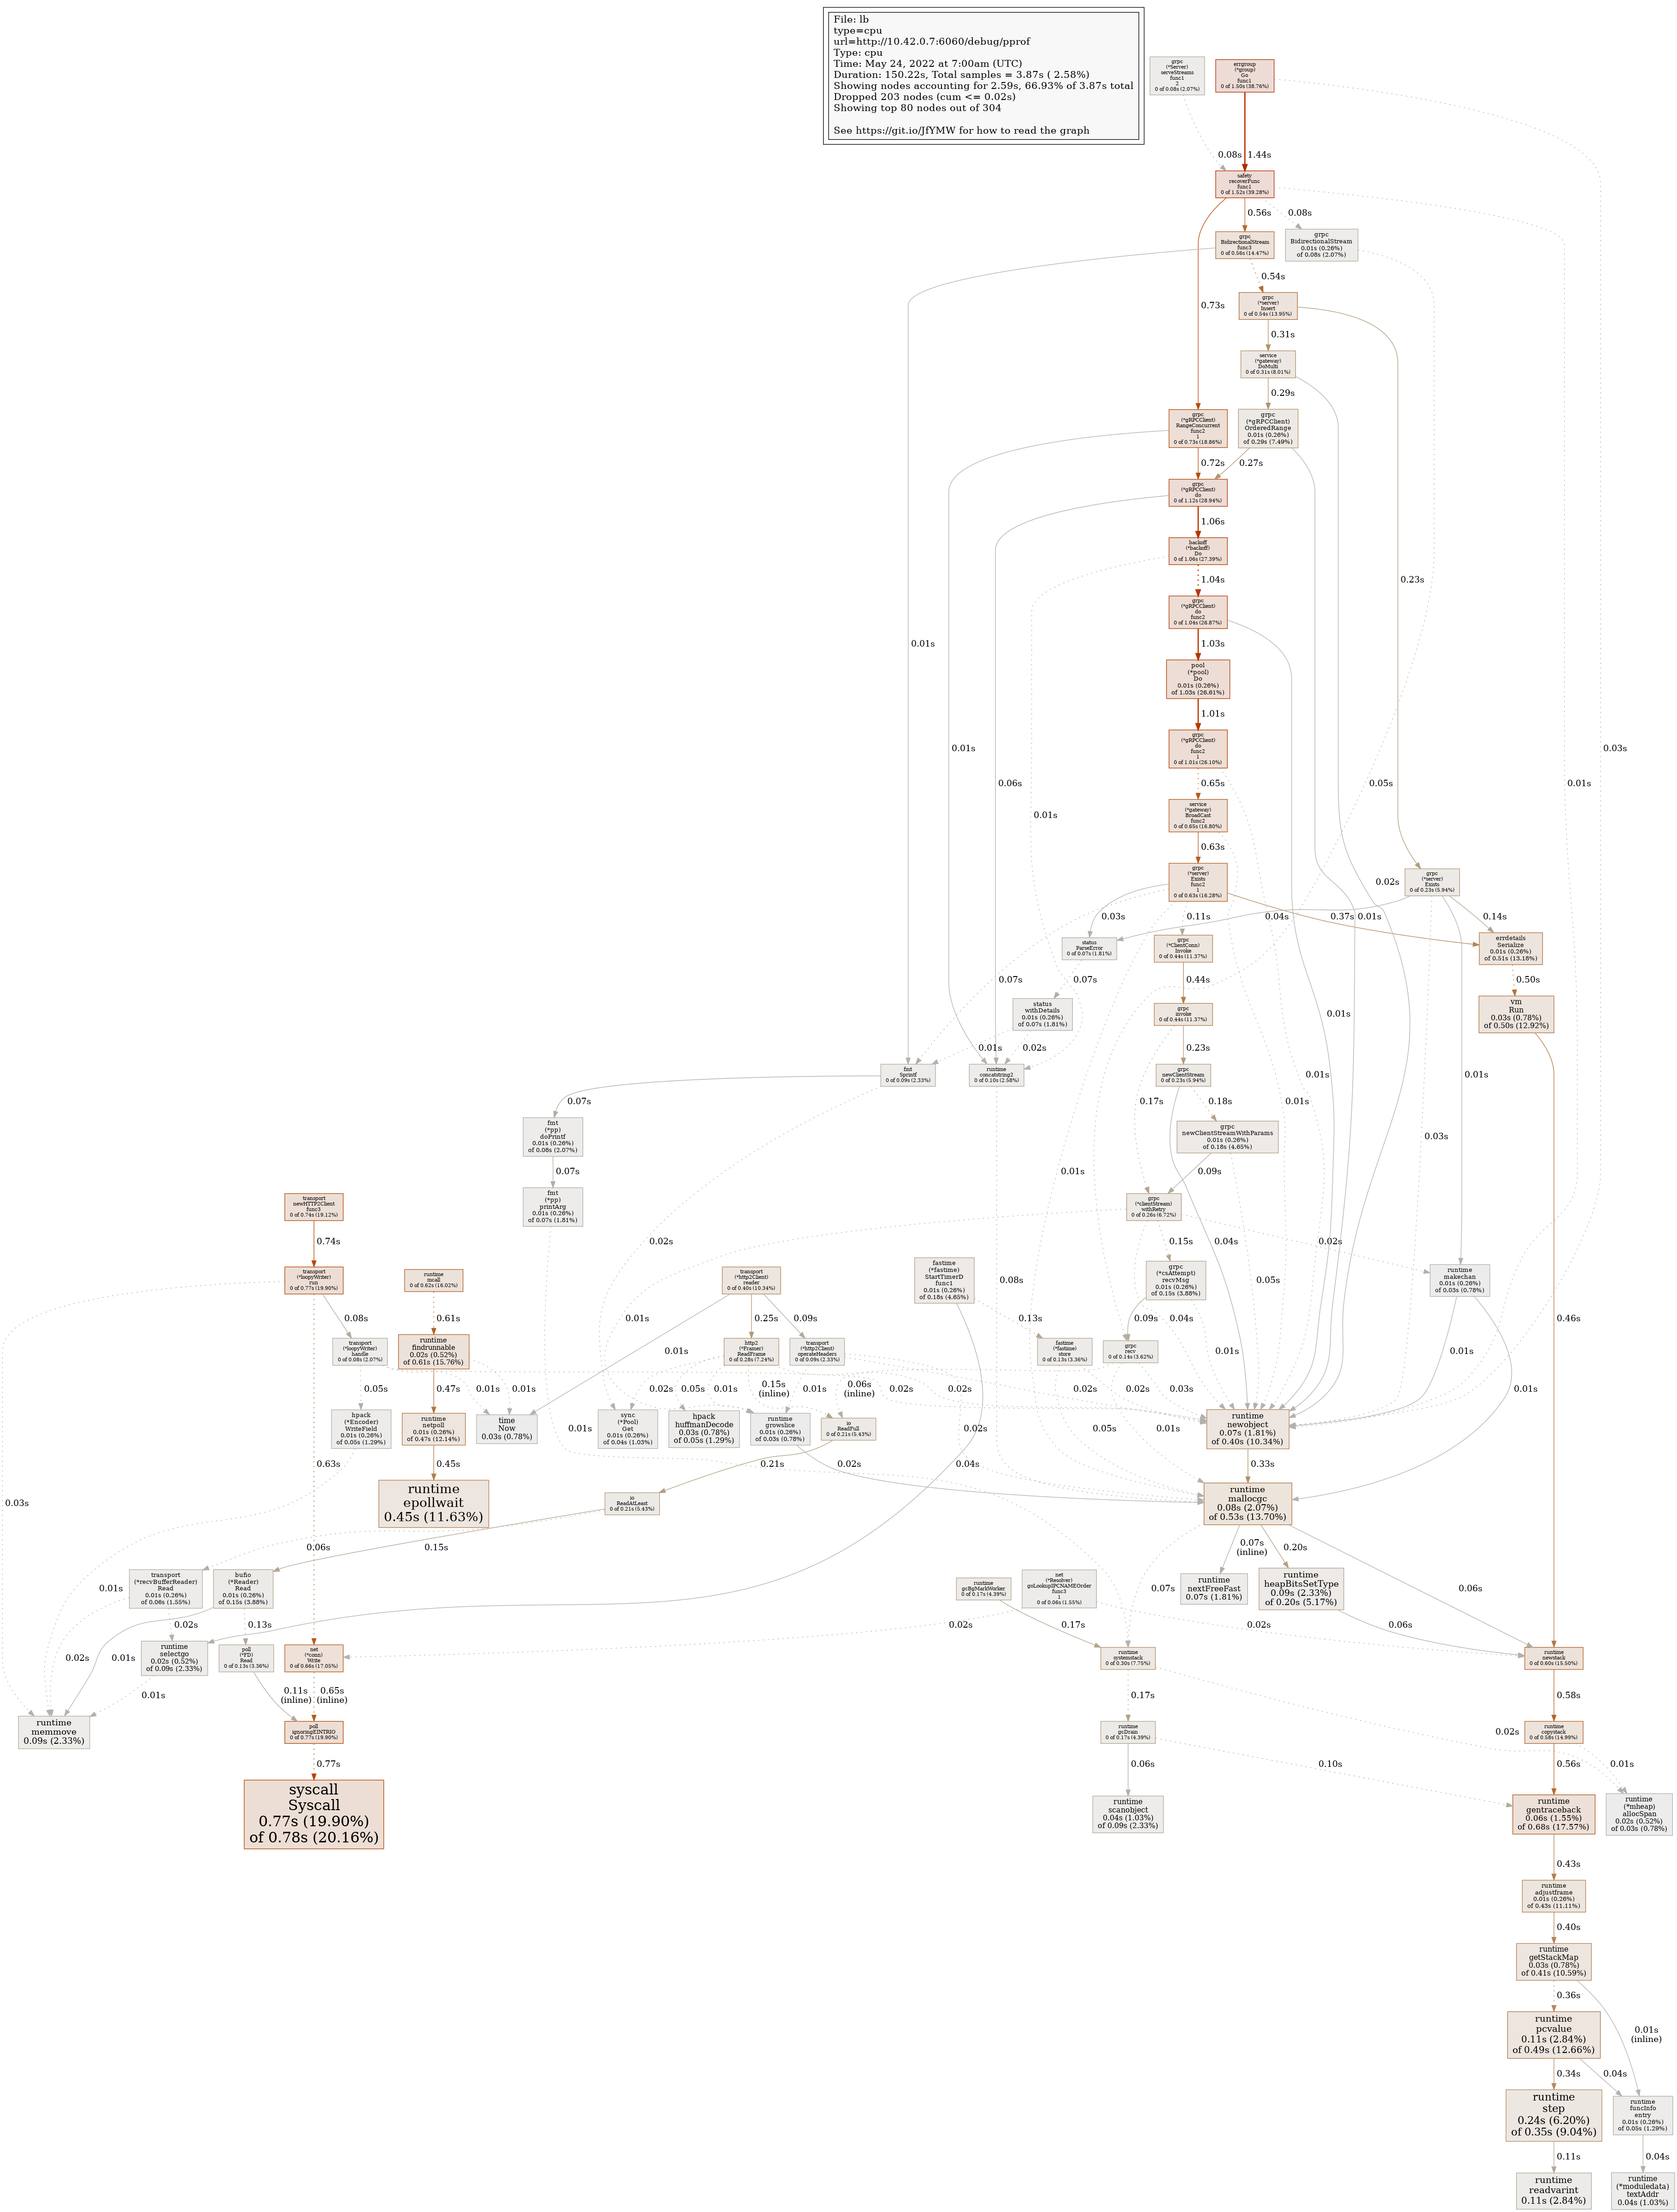 File: lb
type=cpu
url=http://10.42.0.7:6060/debug/pprof
Type: cpu
Time: May 24, 2022 at 7:00am (UTC)
Duration: 150.22s, Total samples = 3.87s ( 2.58%)
Showing nodes accounting for 2.59s, 66.93% of 3.87s total
Dropped 203 nodes (cum <= 0.02s)
Showing top 80 nodes out of 304
See https://git.io/JfYMW for how to read the graph
grpc
(*Server)
serveStreams
func1
2
0 of 0.08s (2.07%)
errgroup
(*group)
Go
func1
0 of 1.50s (38.76%)
0.08s
1.44s
safety
recoverFunc
func1
0 of 1.52s (39.28%)
0.56s
0.08s
grpc
BidirectionalStream
func3
0 of 0.56s (14.47%)
grpc
BidirectionalStream
0.01s (0.26%)
of 0.08s (2.07%)
0.54s
0.73s
grpc
(*server)
Insert
0 of 0.54s (13.95%)
0.31s
service
(*gateway)
DoMulti
0 of 0.31s (8.01%)
0.29s
grpc
(*gRPCClient)
RangeConcurrent
func2
1
0 of 0.73s (18.86%)
grpc
(*gRPCClient)
OrderedRange
0.01s (0.26%)
of 0.29s (7.49%)
0.72s
0.27s
grpc
(*gRPCClient)
do
0 of 1.12s (28.94%)
1.06s
backoff
(*backoff)
Do
0 of 1.06s (27.39%)
1.04s
0.23s
grpc
(*gRPCClient)
do
func2
0 of 1.04s (26.87%)
0.01s
1.03s
pool
(*pool)
Do
0.01s (0.26%)
of 1.03s (26.61%)
1.01s
grpc
(*gRPCClient)
do
func2
1
0 of 1.01s (26.10%)
0.01s
0.03s
0.06s
0.65s
0.05s
0.01s
service
(*gateway)
BroadCast
func2
0 of 0.65s (16.80%)
0.01s
0.63s
grpc
(*server)
Exists
func2
1
0 of 0.63s (16.28%)
0.02s
grpc
(*server)
Exists
0 of 0.23s (5.94%)
0.03s
0.11s
0.04s
0.37s
0.01s
0.14s
status
ParseError
0 of 0.07s (1.81%)
grpc
(*ClientConn)
Invoke
0 of 0.44s (11.37%)
errdetails
Serialize
0.01s (0.26%)
of 0.51s (13.18%)
0.07s
0.07s
0.44s
0.50s
status
withDetails
0.01s (0.26%)
of 0.07s (1.81%)
grpc
invoke
0 of 0.44s (11.37%)
vm
Run
0.03s (0.78%)
of 0.50s (12.92%)
0.01s
0.01s
0.02s
0.23s
fmt
Sprintf
0 of 0.09s (2.33%)
runtime
concatstring2
0 of 0.10s (2.58%)
grpc
newClientStream
0 of 0.23s (5.94%)
0.01s
0.01s
0.07s
0.17s
0.18s
0.01s
fmt
(*pp)
doPrintf
0.01s (0.26%)
of 0.08s (2.07%)
grpc
newClientStreamWithParams
0.01s (0.26%)
of 0.18s (4.65%)
0.03s
0.07s
0.01s
0.09s
transport
newHTTP2Client
func3
0 of 0.74s (19.12%)
fmt
(*pp)
printArg
0.01s (0.26%)
of 0.07s (1.81%)
grpc
(*clientStream)
withRetry
0 of 0.26s (6.72%)
0.74s
0.02s
0.04s
0.15s
0.02s
transport
(*loopyWriter)
run
0 of 0.77s (19.90%)
runtime
mcall
0 of 0.62s (16.02%)
transport
(*http2Client)
reader
0 of 0.40s (10.34%)
fastime
(*fastime)
StartTimerD
func1
0.01s (0.26%)
of 0.18s (4.65%)
0.08s
grpc
(*csAttempt)
recvMsg
0.01s (0.26%)
of 0.15s (3.88%)
0.05s
runtime
makechan
0.01s (0.26%)
of 0.03s (0.78%)
0.08s
0.61s
0.01s
0.25s
0.09s
0.01s
0.13s
0.09s
0.04s
0.46s
transport
(*loopyWriter)
handle
0 of 0.08s (2.07%)
runtime
findrunnable
0.02s (0.52%)
of 0.61s (15.76%)
http2
(*Framer)
ReadFrame
0 of 0.28s (7.24%)
transport
(*http2Client)
operateHeaders
0 of 0.09s (2.33%)
fastime
(*fastime)
store
0 of 0.13s (3.36%)
grpc
recv
0 of 0.14s (3.62%)
0.01s
0.01s
0.01s
0.05s
0.47s
0.01s
0.01s
0.02s
0.05s
0.01s
0.15s
(inline)
0.01s
0.06s
(inline)
0.02s
0.02s
0.02s
0.02s
0.03s
hpack
(*Encoder)
WriteField
0.01s (0.26%)
of 0.05s (1.29%)
runtime
netpoll
0.01s (0.26%)
of 0.47s (12.14%)
time
Now
0.03s (0.78%)
sync
(*Pool)
Get
0.01s (0.26%)
of 0.04s (1.03%)
hpack
huffmanDecode
0.03s (0.78%)
of 0.05s (1.29%)
runtime
growslice
0.01s (0.26%)
of 0.03s (0.78%)
io
ReadFull
0 of 0.21s (5.43%)
runtime
newobject
0.07s (1.81%)
of 0.40s (10.34%)
0.01s
0.02s
0.05s
0.01s
0.63s
0.45s
0.21s
0.02s
0.04s
0.33s
runtime
epollwait
0.45s (11.63%)
io
ReadAtLeast
0 of 0.21s (5.43%)
runtime
mallocgc
0.08s (2.07%)
of 0.53s (13.70%)
0.03s
0.06s
0.15s
0.07s
0.07s
(inline)
0.20s
0.06s
0.01s
transport
(*recvBufferReader)
Read
0.01s (0.26%)
of 0.06s (1.55%)
bufio
(*Reader)
Read
0.01s (0.26%)
of 0.15s (3.88%)
runtime
gcBgMarkWorker
0 of 0.17s (4.39%)
net
(*Resolver)
goLookupIPCNAMEOrder
func3
1
0 of 0.06s (1.55%)
runtime
nextFreeFast
0.07s (1.81%)
runtime
heapBitsSetType
0.09s (2.33%)
of 0.20s (5.17%)
0.02s
0.02s
0.01s
0.13s
0.02s
0.17s
0.02s
0.06s
runtime
selectgo
0.02s (0.52%)
of 0.09s (2.33%)
poll
(*FD)
Read
0 of 0.13s (3.36%)
net
(*conn)
Write
0 of 0.66s (17.05%)
runtime
systemstack
0 of 0.30s (7.75%)
runtime
newstack
0 of 0.60s (15.50%)
0.01s
0.11s
(inline)
0.65s
(inline)
0.17s
0.02s
0.58s
runtime
memmove
0.09s (2.33%)
poll
ignoringEINTRIO
0 of 0.77s (19.90%)
runtime
gcDrain
0 of 0.17s (4.39%)
runtime
copystack
0 of 0.58s (14.99%)
0.77s
0.06s
0.10s
0.56s
0.01s
syscall
Syscall
0.77s (19.90%)
of 0.78s (20.16%)
runtime
scanobject
0.04s (1.03%)
of 0.09s (2.33%)
runtime
gentraceback
0.06s (1.55%)
of 0.68s (17.57%)
runtime
(*mheap)
allocSpan
0.02s (0.52%)
of 0.03s (0.78%)
0.43s
runtime
adjustframe
0.01s (0.26%)
of 0.43s (11.11%)
0.40s
runtime
getStackMap
0.03s (0.78%)
of 0.41s (10.59%)
0.36s
0.01s
(inline)
runtime
pcvalue
0.11s (2.84%)
of 0.49s (12.66%)
0.34s
0.04s
runtime
step
0.24s (6.20%)
of 0.35s (9.04%)
runtime
funcInfo
entry
0.01s (0.26%)
of 0.05s (1.29%)
0.11s
0.04s
runtime
readvarint
0.11s (2.84%)
runtime
(*moduledata)
textAddr
0.04s (1.03%)